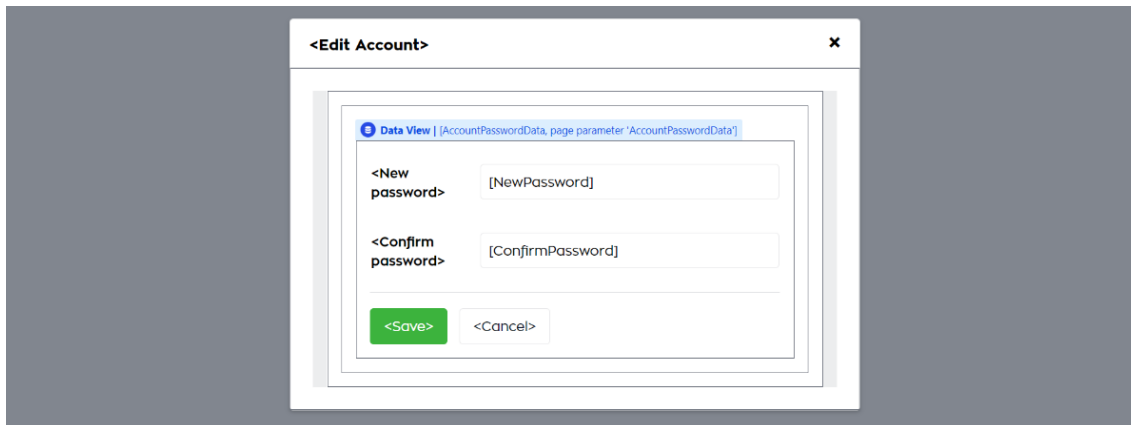 <Edit Account>
Data View | [AccountPasswordData, page parameter 'AccountPasswordData']
<New
password>
[NewPassword]
<Confirm
password>
[ConfirmPassword]
<Save> <Cancel>